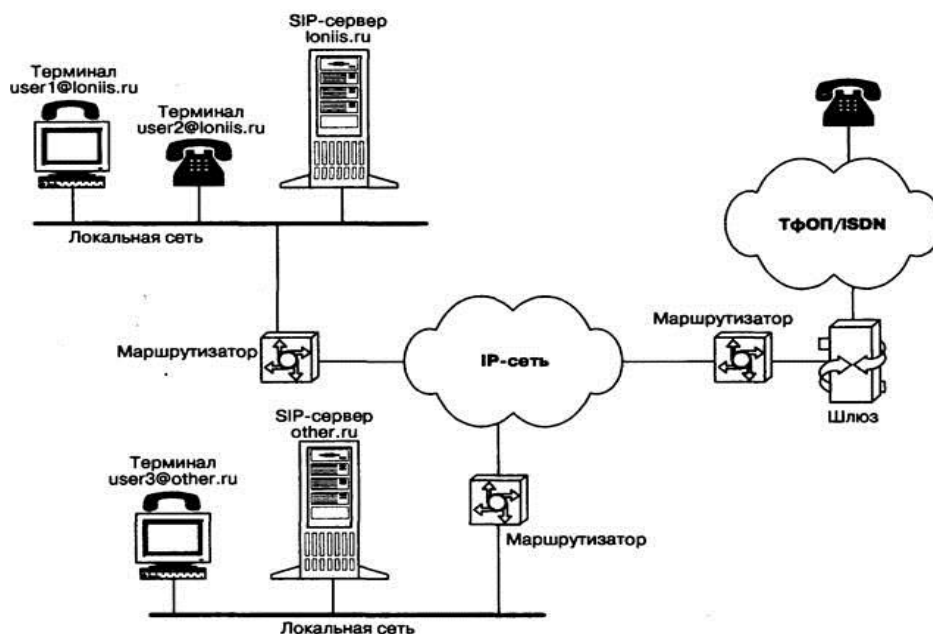 SIP-сервер
loniis.ru
Терминал
user1@loniis.ru
Терминал
user2@loniis.ru
Локальная сеть
ТфОП/ISDN
Маршрутизатор
IP-сеть
Маршрутизатор
Шлюз
SIP-сервер
other.ru
Терминал
user3@other.ru
Маршрутизатор
Локальная сеть